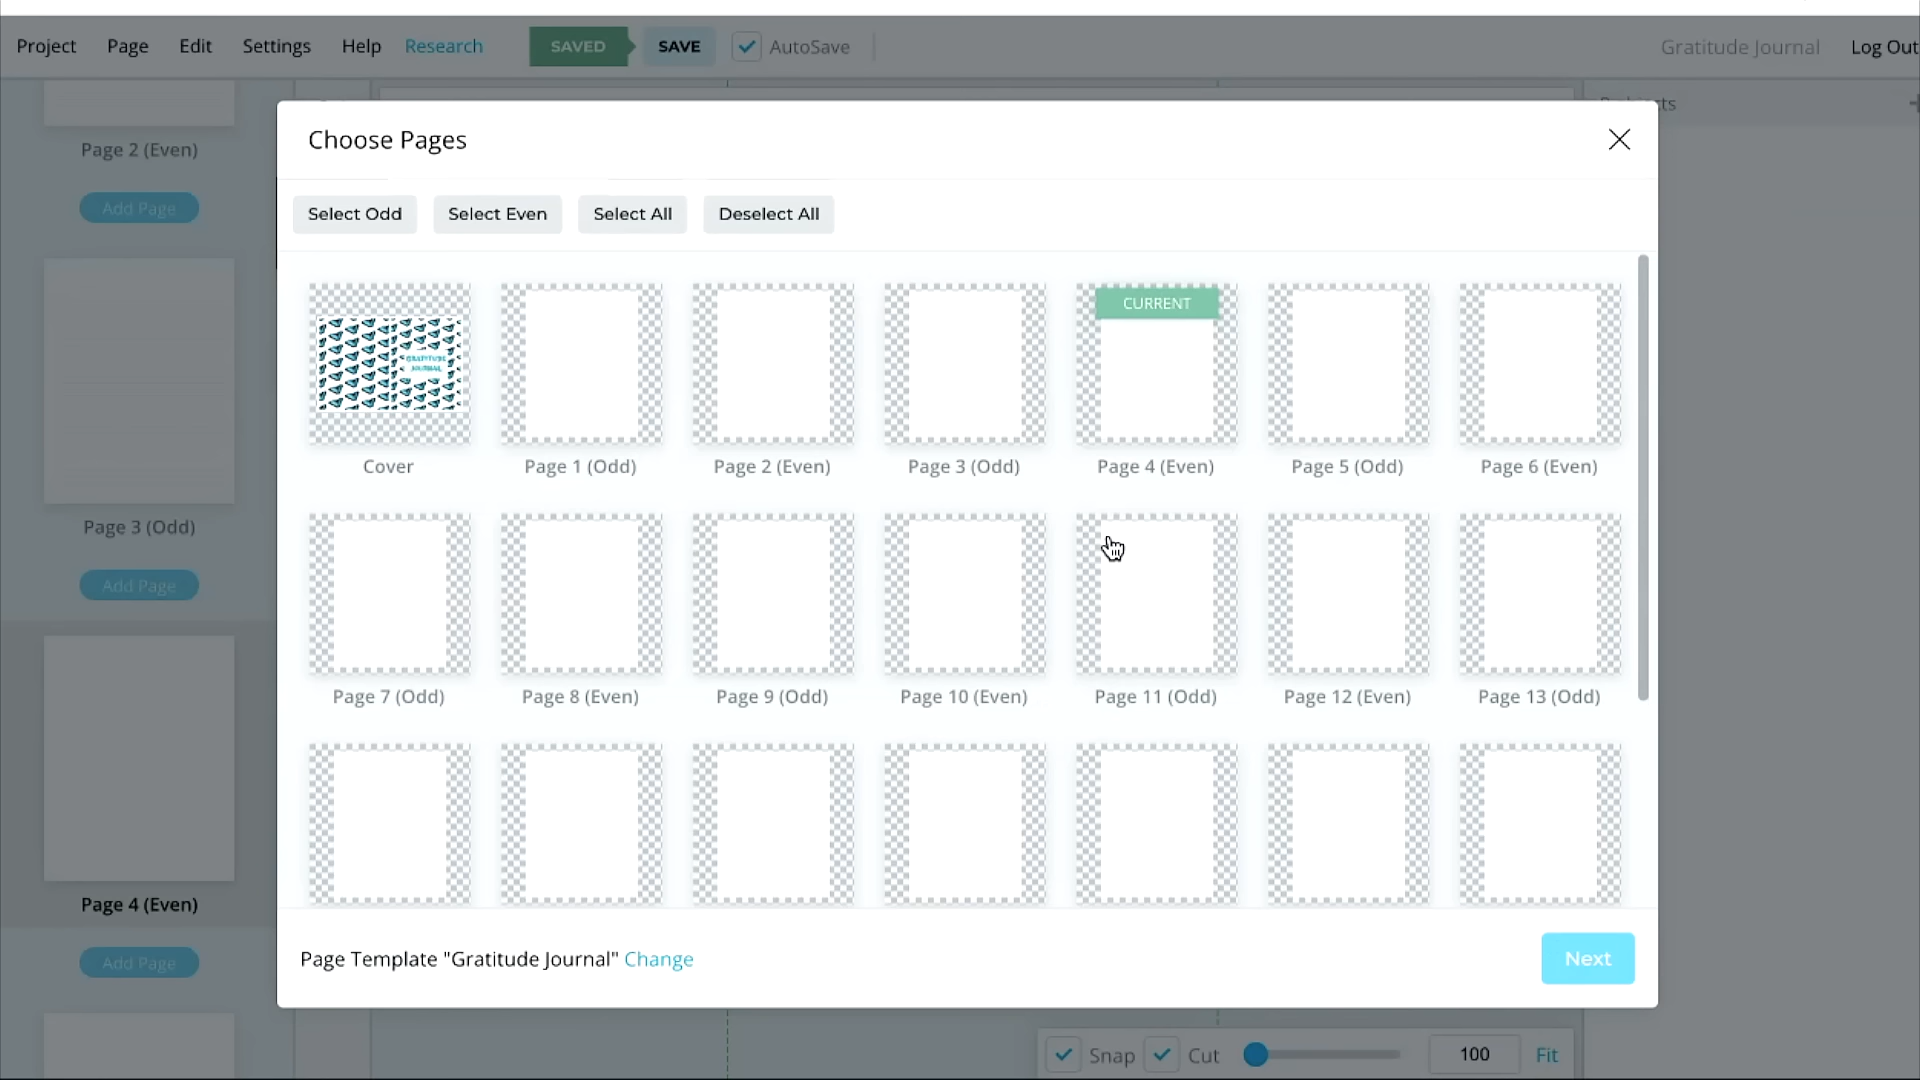 Project Page Edit Settings Help Research SAVED SAVE AutoSave Gratitude Journal Log Out
Page 2 (Even)
Add Page
Page 3 (Odd)
Add Page
Page 4 (Even)
Add Page
Choose Pages
Select Odd Select Even Select All Deselect All
GRATITUDE
JOURNAL
CURRENT
Cover Page 1 (Odd) Page 2 (Even) Page 3 (Odd) Page 4 (Even) Page 5 (Odd) Page 6 (Even)
Page 7 (Odd) Page 8 (Even) Page 9 (Odd) Page 10 (Even) Page 11 (Odd) Page 12 (Even) Page 13 (Odd)
Page Template "Gratitude Journal" Change
Next
Snap Cut 100 Fit